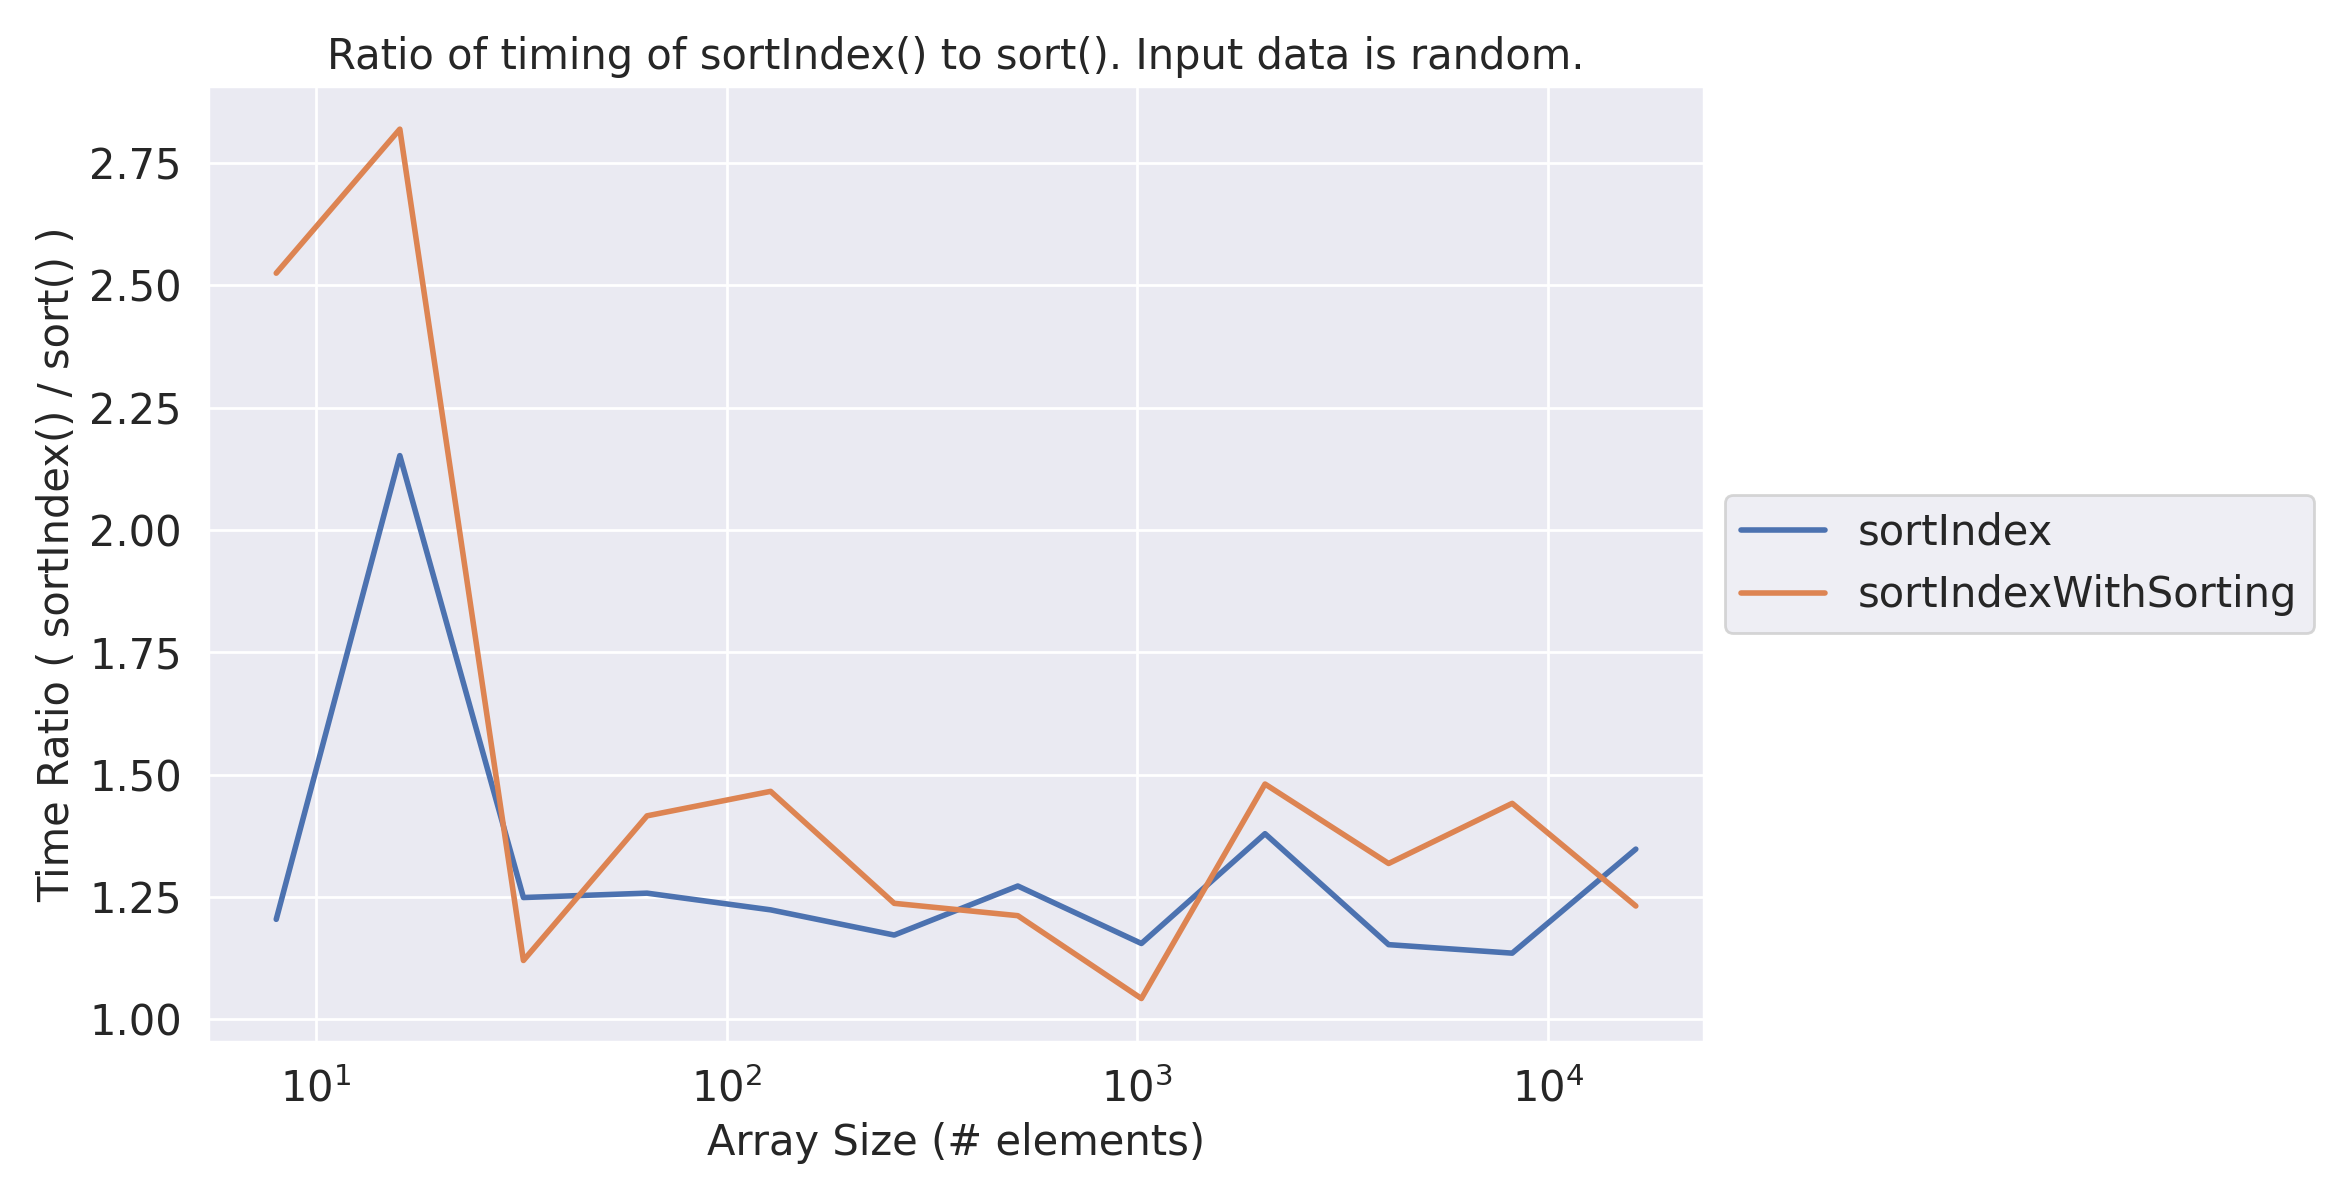 Ratio of timing of sortIndex() to sort(). Input data is random.
Time Ratio ( sortIndex() / sort() )
2.75
2.50
2.25
2.00
1.75
1.50
1.25
1.00
10¹ 10² 10³ 10⁴
Array Size (# elements)
sortIndex
sortIndexWithSorting